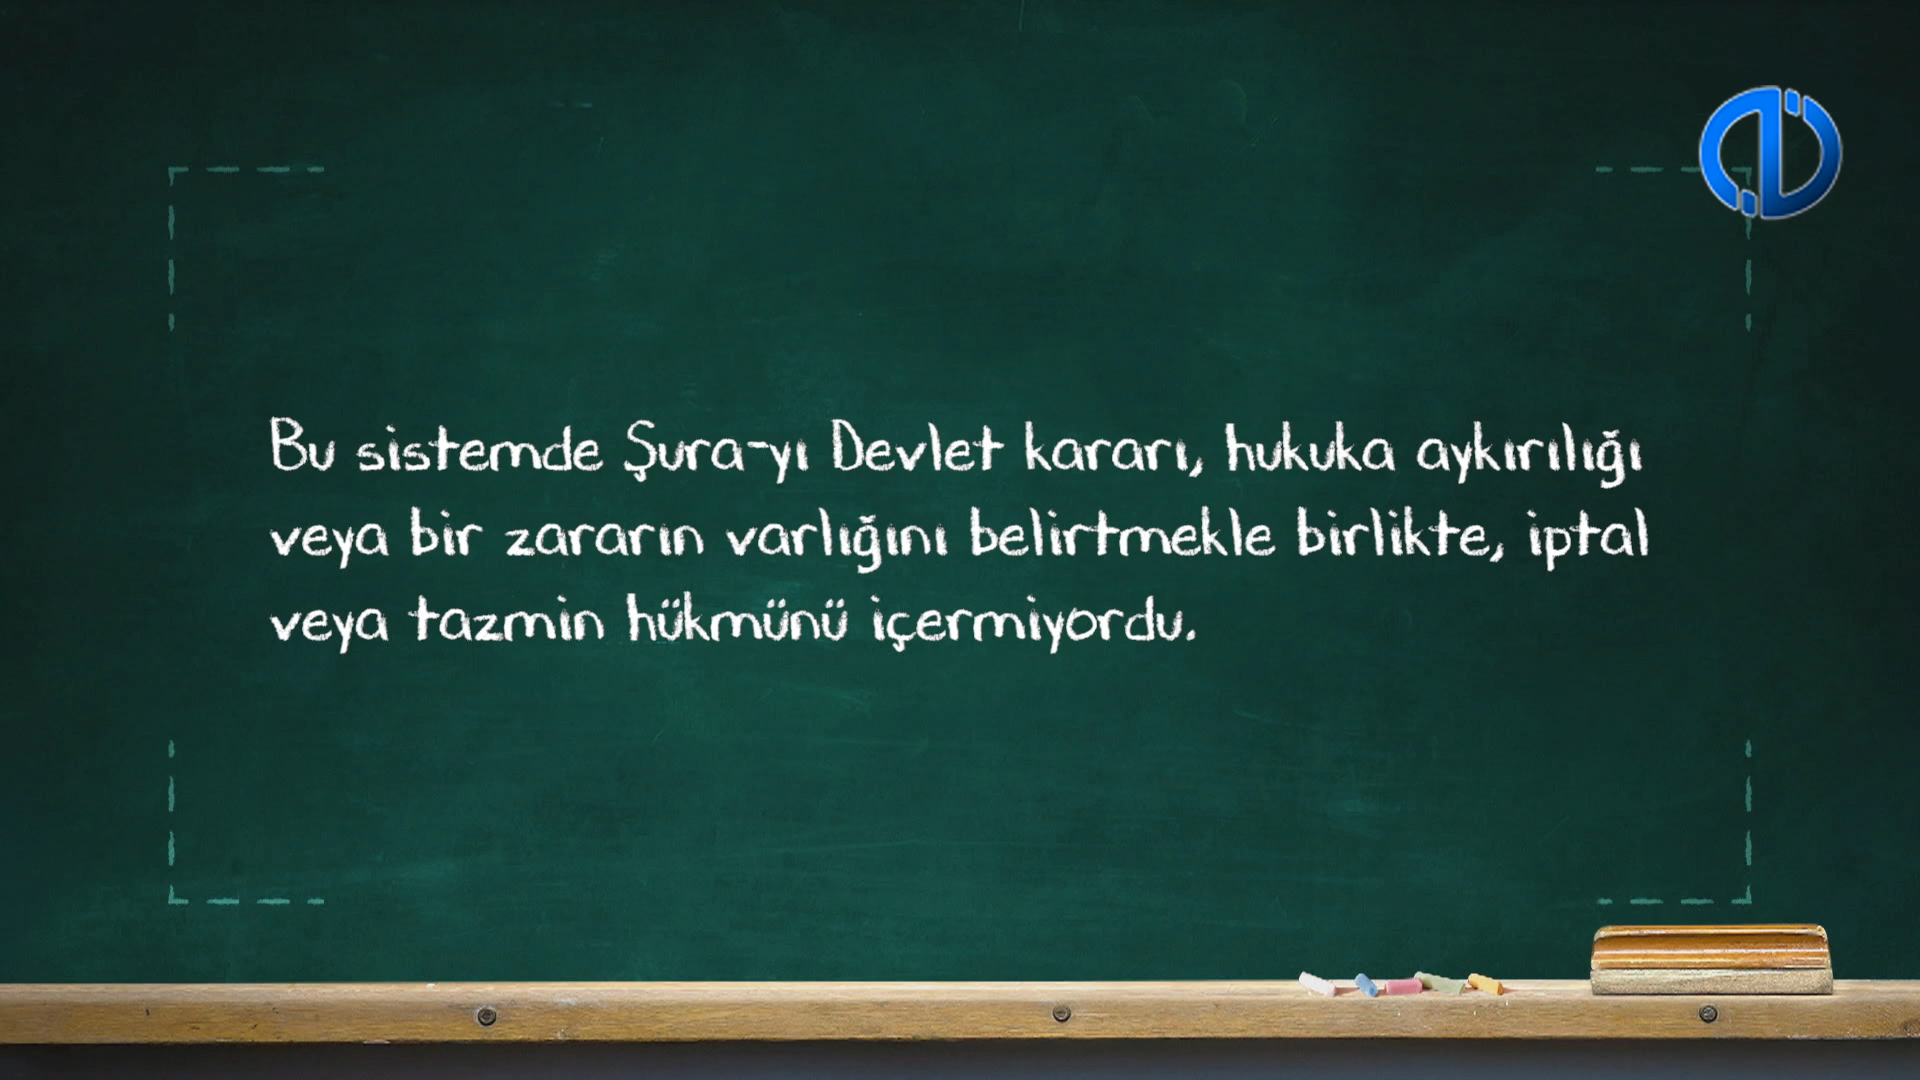 Bu sistemde Şura-yı Devlet kararı, hukuka aykırılığı
veya bir zararın varlığını belirtmekle birlikte, iptal
veya tazmin hükmünü içermiyordu.